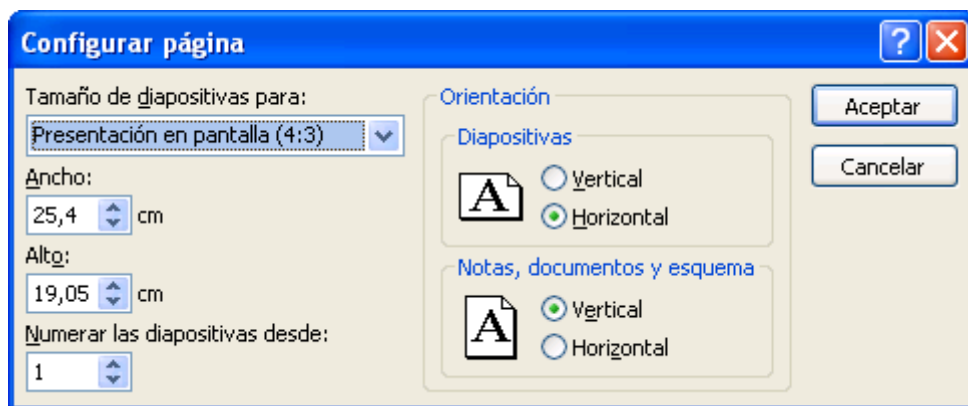 Configurar página
Tamaño de diapositivas para:
Presentación en pantalla (4:3)
Ancho:
25,4 cm
Alto:
19,05 cm
Numerar las diapositivas desde:
1
Orientación
Diapositivas
A
Vertical
Horizontal
Notas, documentos y esquema
A
Vertical
Horizontal
Aceptar
Cancelar